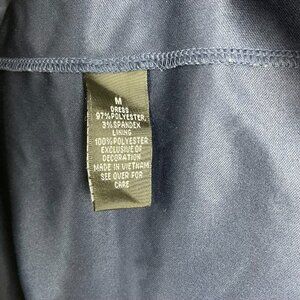 M
DRESS
97%POLYESTER,
3%SPANDEX
LINING
100%POLYESTER
EXCLUSIVE OF
DECORATION
MADE IN VIETNAM
SEE OVER FOR
CARE